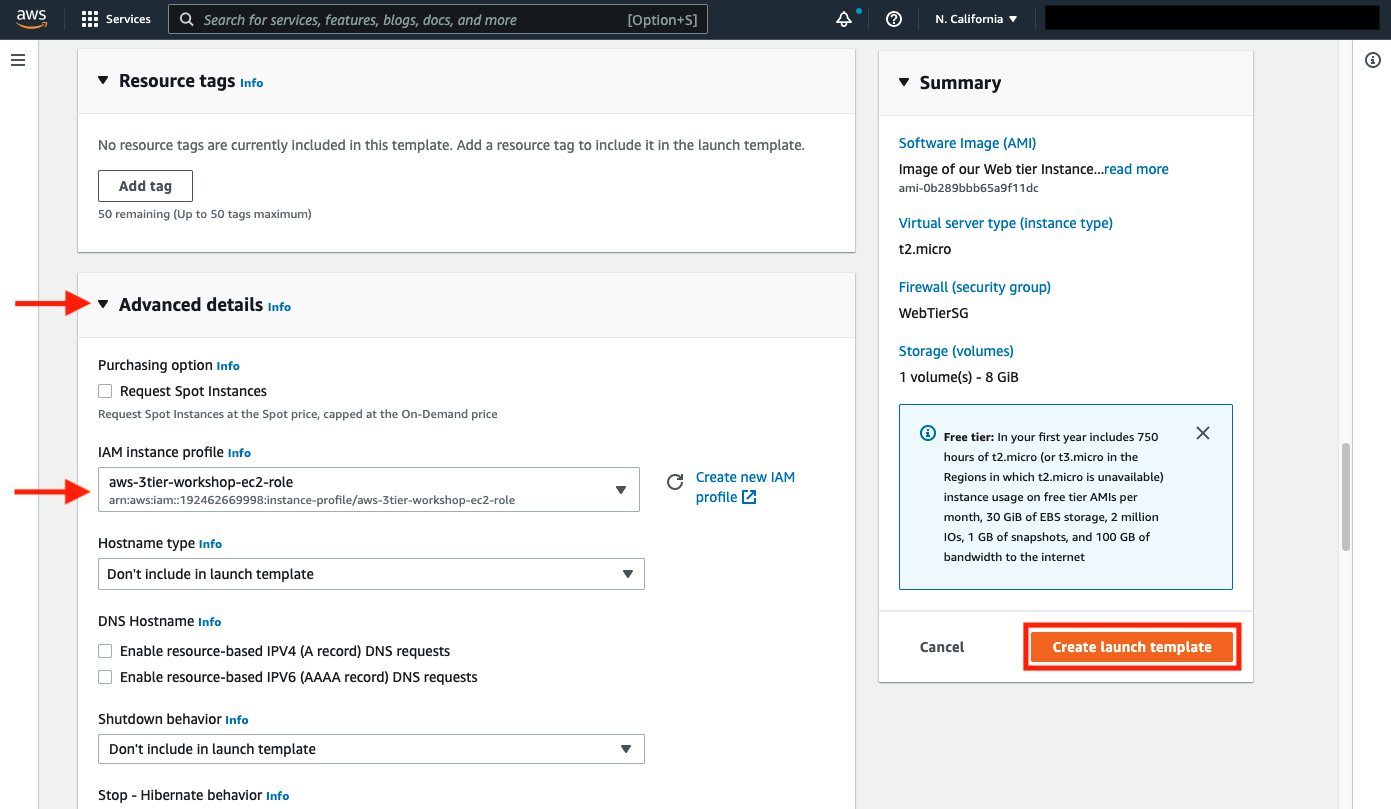 aws
Services
Search for services, features, blogs, docs, and more [Option+S]
N. California
Resource tags Info
No resource tags are currently included in this template. Add a resource tag to include it in the launch template.
Add tag
50 remaining (Up to 50 tags maximum)
Advanced details Info
Purchasing option Info
Request Spot Instances
Request Spot Instances at the Spot price, capped at the On-Demand price
IAM instance profile Info
aws-3tier-workshop-ec2-role
arn:aws:iam::192462669998:instance-profile/aws-3tier-workshop-ec2-role
Create new IAM
profile
Hostname type Info
Don't include in launch template
DNS Hostname Info
Enable resource-based IPV4 (A record) DNS requests
Enable resource-based IPV6 (AAAA record) DNS requests
Shutdown behavior Info
Don't include in launch template
Stop - Hibernate behavior Info
Summary
Software Image (AMI)
Image of our Web tier Instance...read more
ami-0b289bbb65a9f11dc
Virtual server type (instance type)
t2.micro
Firewall (security group)
WebTierSG
Storage (volumes)
1 volume(s) - 8 GiB
Free tier: In your first year includes 750
hours of t2.micro (or t3.micro in the
Regions in which t2.micro is unavailable)
instance usage on free tier AMIs per
month, 30 GiB of EBS storage, 2 million
IOs, 1 GB of snapshots, and 100 GB of
bandwidth to the internet
Cancel
Create launch template